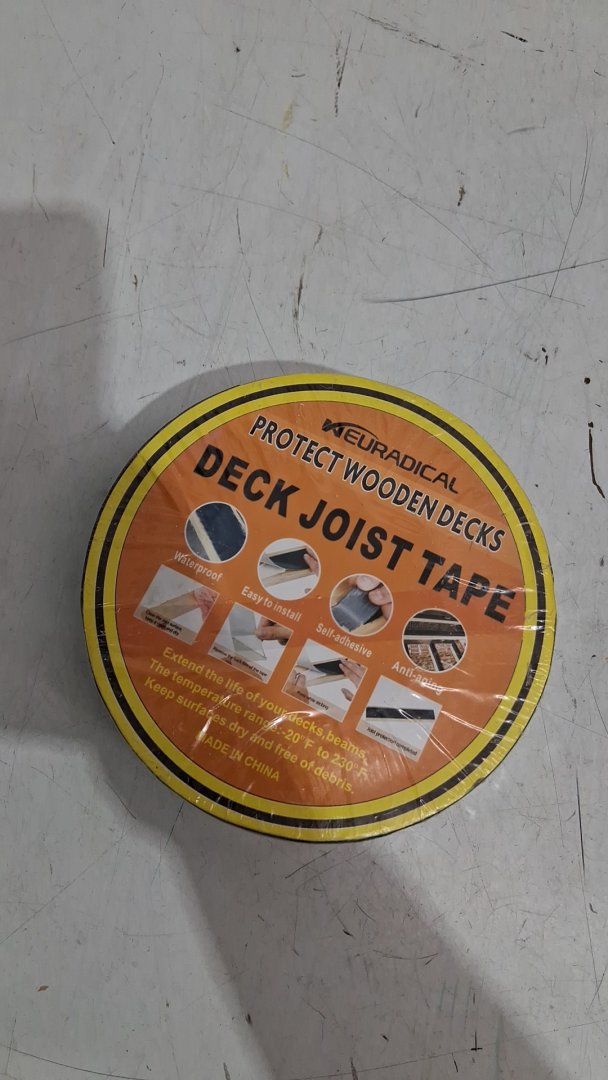 WEURADICAL
PROTECT WOODEN DECKS
DECK JOIST TAPE
Waterproof
Easy to install
Self-adhesive
Anti-aging
Extend the life of your decks, beams,
The temperature range:-20°F to 230°F
Keep surfaces dry and free of debris.
MADE IN CHINA